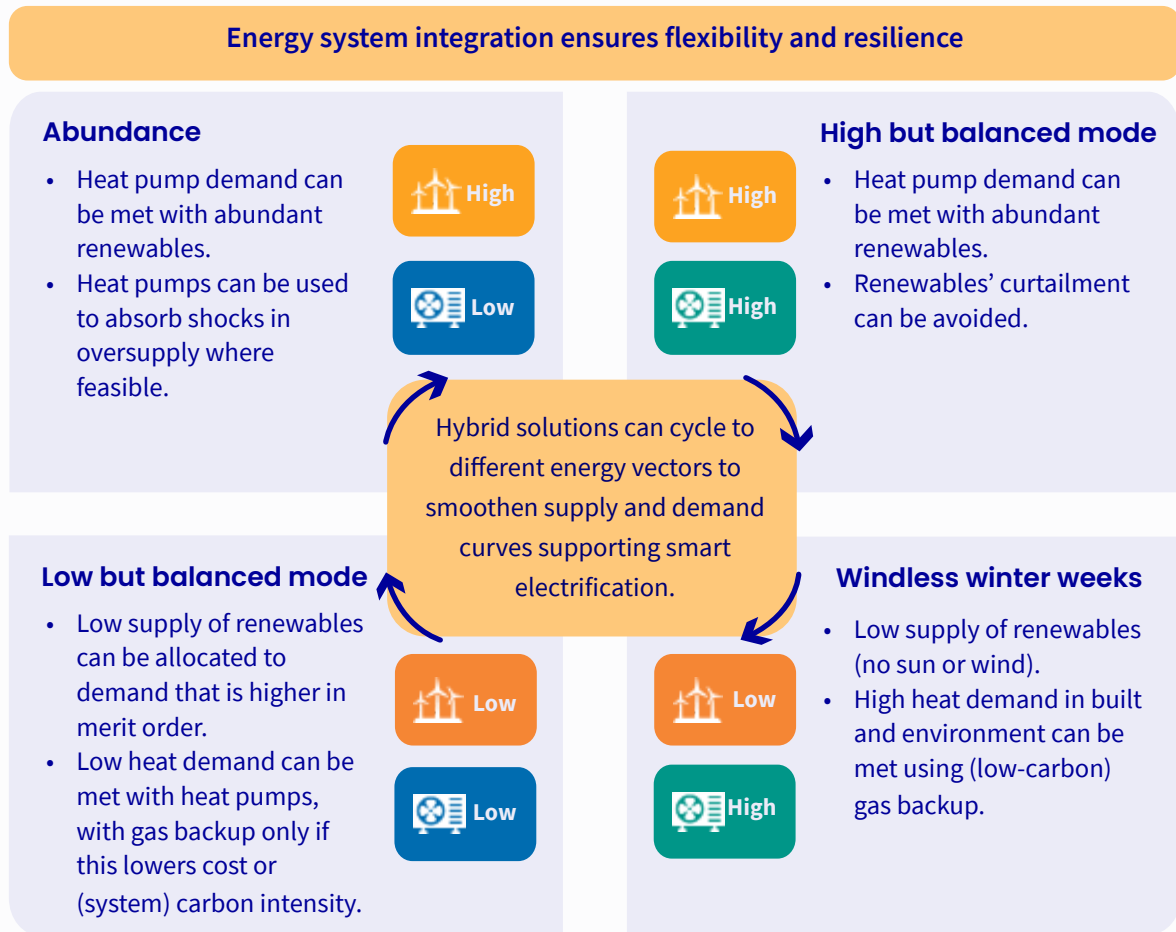 Energy system integration ensures flexibility and resilience
Abundance
• Heat pump demand can
be met with abundant
renewables.
• Heat pumps can be used
to absorb shocks in
oversupply where
feasible.
High
Low
High but balanced mode
High
High
• Heat pump demand can
be met with abundant
renewables.
• Renewables’ curtailment
can be avoided.
Hybrid solutions can cycle to
different energy vectors to
smoothen supply and demand
curves supporting smart
electrification.
Low but balanced mode
• Low supply of renewables
can be allocated to
demand that is higher in
merit order.
• Low heat demand can be
met with heat pumps,
with gas backup only if
this lowers cost or
(system) carbon intensity.
Low
Low
Windless winter weeks
Low
High
• Low supply of renewables
(no sun or wind).
• High heat demand in built
and environment can be
met using (low-carbon)
gas backup.